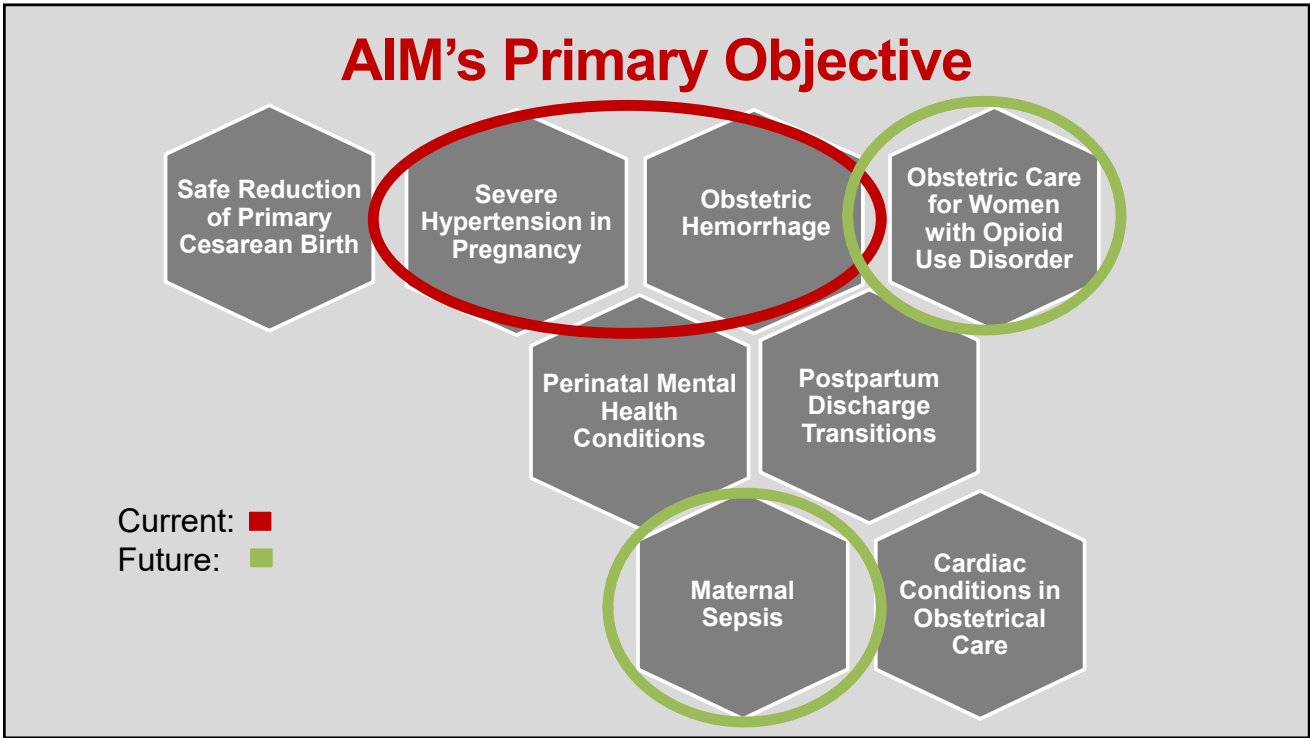 AIM’s Primary Objective
Safe Reduction
of Primary
Cesarean Birth
Severe
Hypertension in
Pregnancy
Obstetric
Hemorrhage
Obstetric Care
for Women
with Opioid
Use Disorder
Perinatal Mental
Health
Conditions
Postpartum
Discharge
Transitions
Current:
Future:
Maternal
Sepsis
Cardiac
Conditions in
Obstetrical
Care